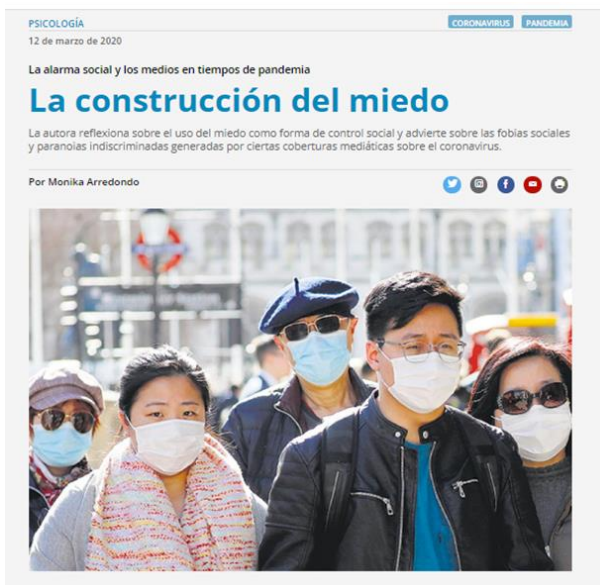 PSICOLOGÍA
CORONAVIRUS PANDEMIA
12 de marzo de 2020
La alarma social y los medios en tiempos de pandemia
La construcción del miedo
La autora reflexiona sobre el uso del miedo como forma de control social y advierte sobre las fobias sociales
y paranoias indiscriminadas generadas por ciertas coberturas mediáticas sobre el coronavirus.
Por Monika Arredondo